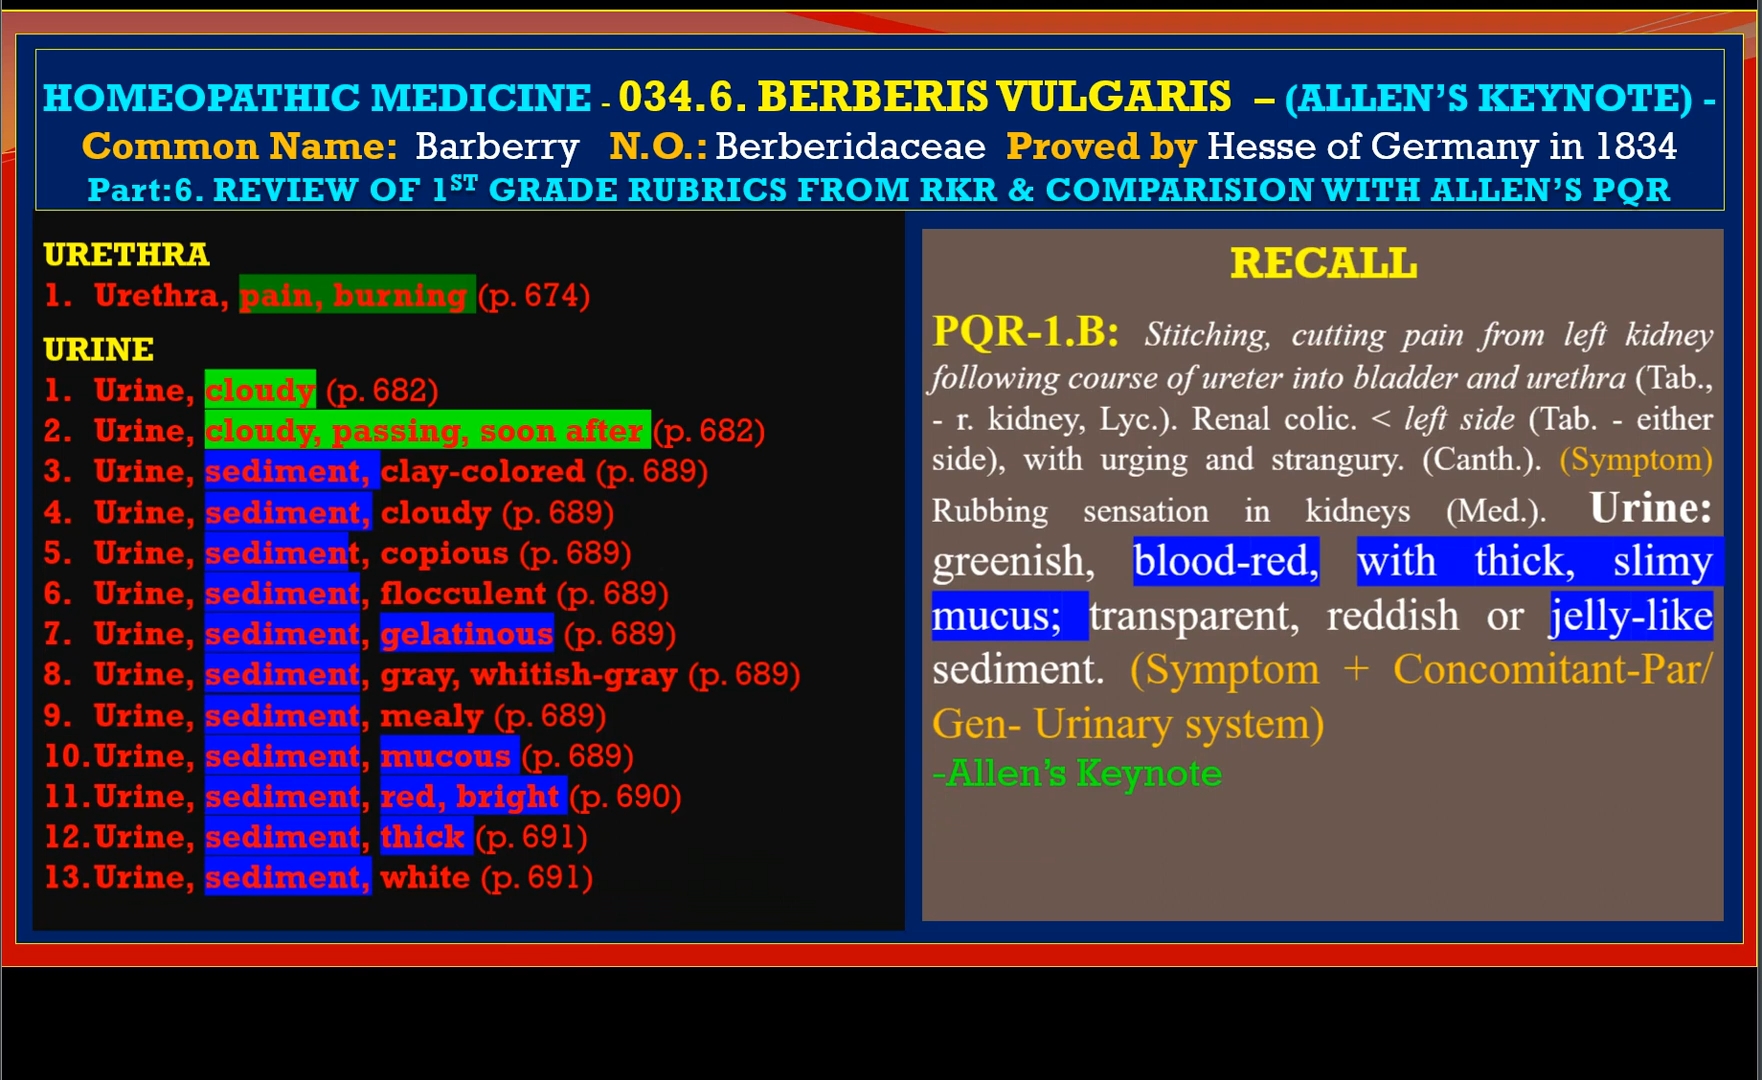 HOMEOPATHIC MEDICINE - 034.6. BERBERIS VULGARIS – (ALLEN'S KEYNOTE) -
Common Name: Barberry N.O.: Berberidaceae Proved by Hesse of Germany in 1834
Part:6. REVIEW OF 1ST GRADE RUBRICS FROM RKR & COMPARISION WITH ALLEN'S PQR
URETHRA
1. Urethra, pain, burning (p. 674)
URINE
1. Urine, cloudy (p. 682)
2. Urine, cloudy, passing, soon after (p. 682)
3. Urine, sediment, clay-colored (p. 689)
4. Urine, sediment, cloudy (p. 689)
5. Urine, sediment, copious (p. 689)
6. Urine, sediment, flocculent (p. 689)
7. Urine, sediment, gelatinous (p. 689)
8. Urine, sediment, gray, whitish-gray (p. 689)
9. Urine, sediment, mealy (p. 689)
10. Urine, sediment, mucous (p. 689)
11. Urine, sediment, red, bright (p. 690)
12. Urine, sediment, thick (p. 691)
13. Urine, sediment, white (p. 691)
RECALL
PQR-1.B: Stitching, cutting pain from left kidney
following course of ureter into bladder and urethra (Tab.,
- r. kidney, Lyc.). Renal colic. < left side (Tab. - either
side), with urging and strangury. (Canth.). (Symptom)
Rubbing sensation in kidneys (Med.). Urine:
greenish, blood-red, with thick, slimy
mucus; transparent, reddish or jelly-like
sediment. (Symptom + Concomitant-Par/
Gen- Urinary system)
-Allen's Keynote